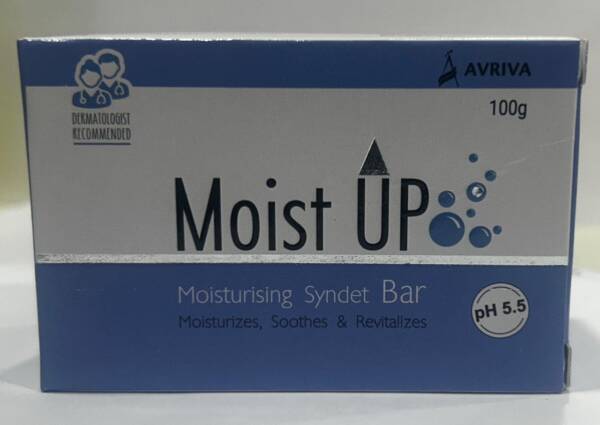 AVRIVA
DERMATOLOGIST
RECOMMENDED
100g
Moist UP
Moisturising Syndet Bar
Moisturizes, Soothes & Revitalizes
pH 5.5